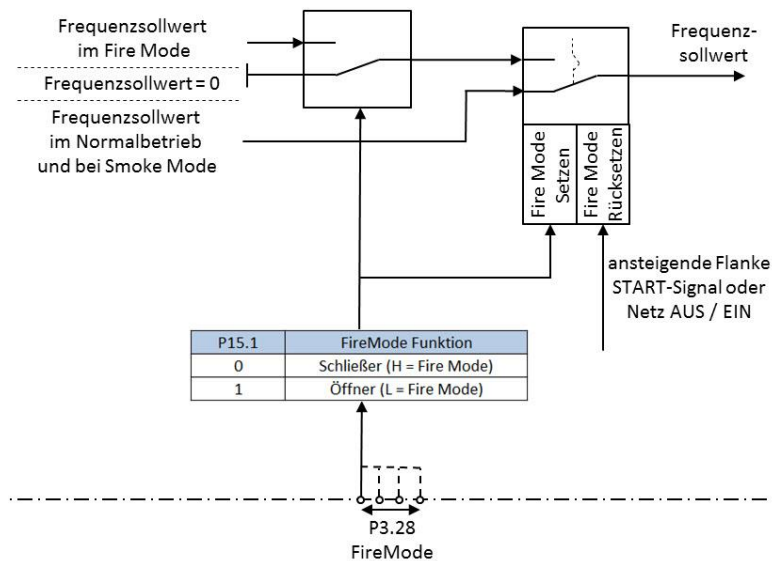 Frequenzsollwert
im Fire Mode
Frequenzsollwert = 0
Frequenzsollwert
im Normalbetrieb
und bei Smoke Mode
Frequenz-
sollwert
Fire Mode
Setzen
Fire Mode
Rücksetzen
ansteigende Flanke
START-Signal oder
Netz AUS / EIN
P15.1 FireMode Funktion
0 Schließer (H = Fire Mode)
1 Öffner (L = Fire Mode)
P3.28
FireMode